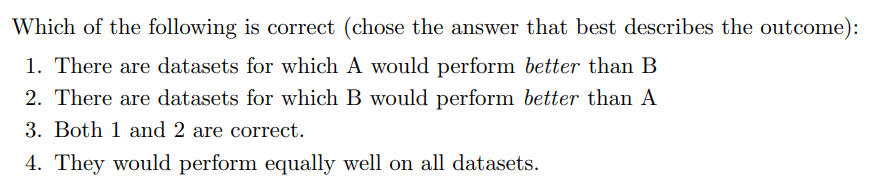 Which of the following is correct (chose the answer that best describes the outcome):
1. There are datasets for which A would perform better than B
2. There are datasets for which B would perform better than A
3. Both 1 and 2 are correct.
4. They would perform equally well on all datasets.